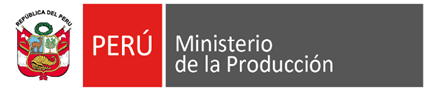 REPÚBLICA DEL PERÚ
PERÚ
Ministerio
de la Producción